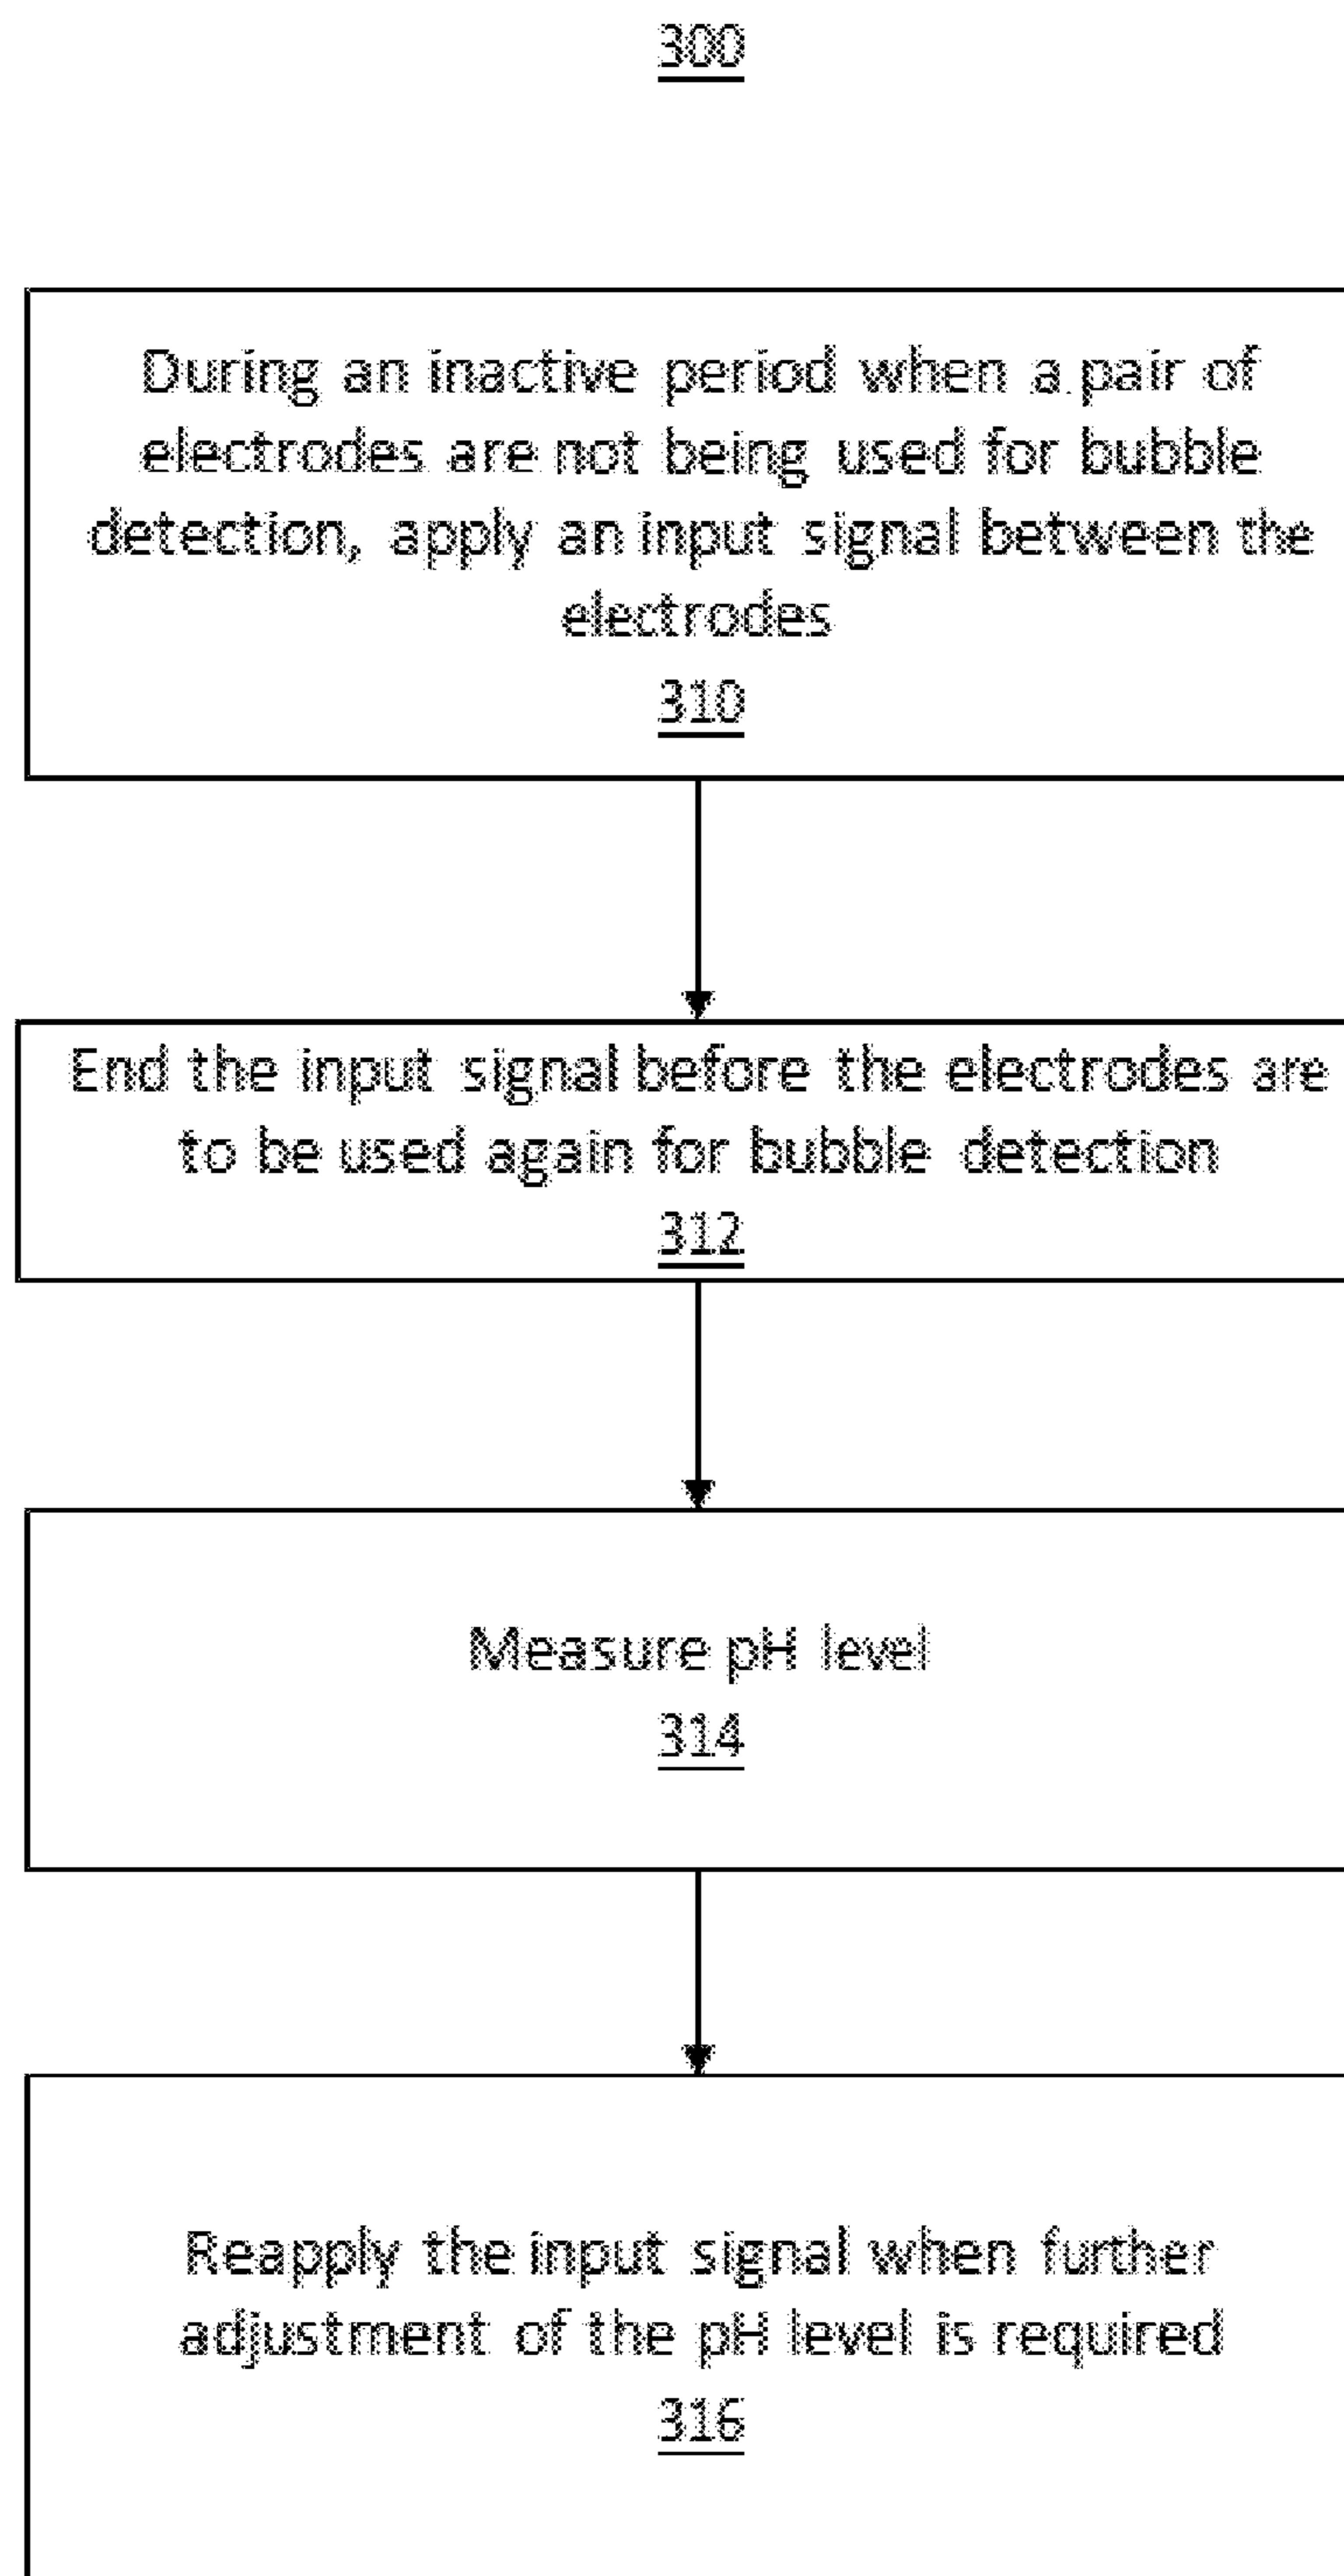 300
During an inactive period when a pair of
electrodes are not being used for bubble
detection, apply an input signal between the
electrodes
310
End the input signal before the electrodes are
to be used again for bubble detection
312
Measure pH level
314
Reapply the input signal when further
adjustment of the pH level is required
316